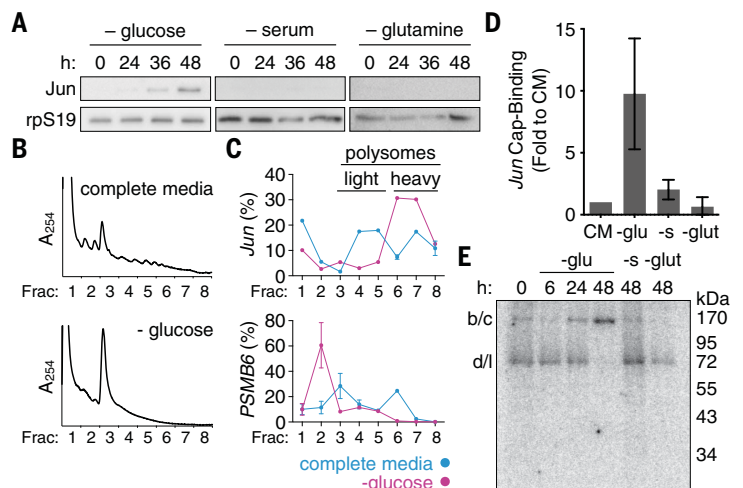 A
– glucose – serum – glutamine
h: 0 24 36 48 0 24 36 48 0 24 36 48
Jun
rpS19
B
complete media
A254
Frac: 1 2 3 4 5 6 7 8
- glucose
A254
Frac: 1 2 3 4 5 6 7 8
C
polysomes
light heavy
Jun (%)
40
30
20
10
0
Frac: 1 2 3 4 5 6 7 8
PSMB6 (%)
80
60
40
20
0
Frac: 1 2 3 4 5 6 7 8
complete media
-glucose
D
Jun Cap-Binding
(Fold to CM)
15
10
5
0
CM -glu -s -glut
E
-glu -s -glut
h: 0 6 24 48 48 48
kDa
b/c
d/l
170
95
72
55
43
34